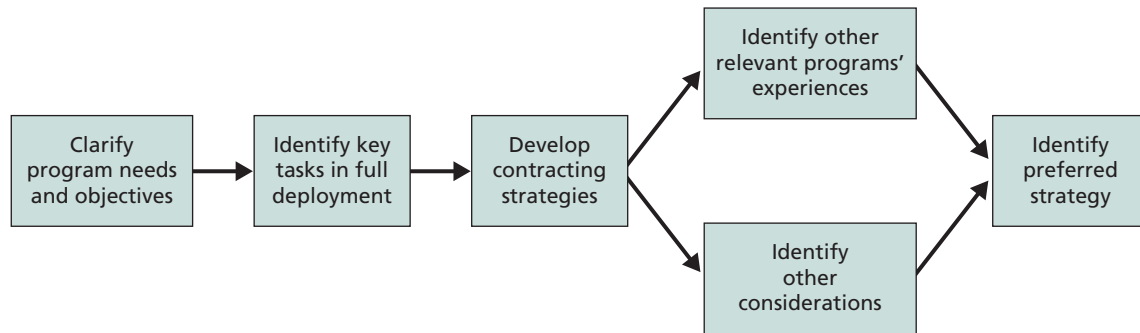 Clarify
program needs
and objectives
Identify key
tasks in full
deployment
Develop
contracting
strategies
Identify other
relevant programs’
experiences
Identify
other
considerations
Identify
preferred
strategy